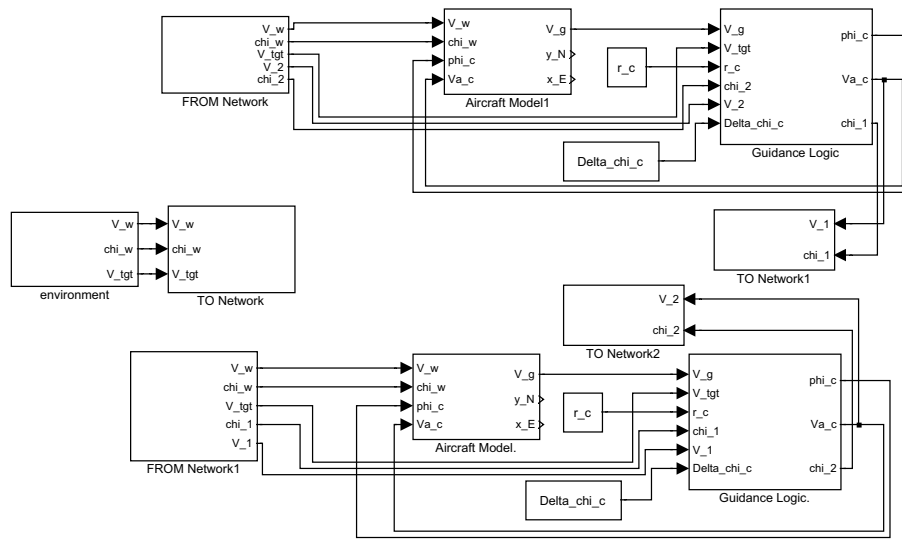 V_w
chi_w
V_tgt
V_2
chi_2
FROM Network
V_w
chi_w
phi_c
Va_c
V_g
y_N
x_E
Aircraft Model1
r_c
Delta_chi_c
V_g
V_tgt
r_c
chi_2
V_2
Delta_chi_c
phi_c
Va_c
chi_1
Guidance Logic
V_w
chi_w
V_tgt
environment
V_w
chi_w
V_tgt
TO Network
V_1
chi_1
TO Network1
V_2
chi_2
TO Network2
V_w
chi_w
V_tgt
chi_1
V_1
FROM Network1
V_w
chi_w
phi_c
Va_c
V_g
y_N
x_E
Aircraft Model.
r_c
Delta_chi_c
V_g
V_tgt
r_c
chi_1
V_1
Delta_chi_c
phi_c
Va_c
chi_2
Guidance Logic.